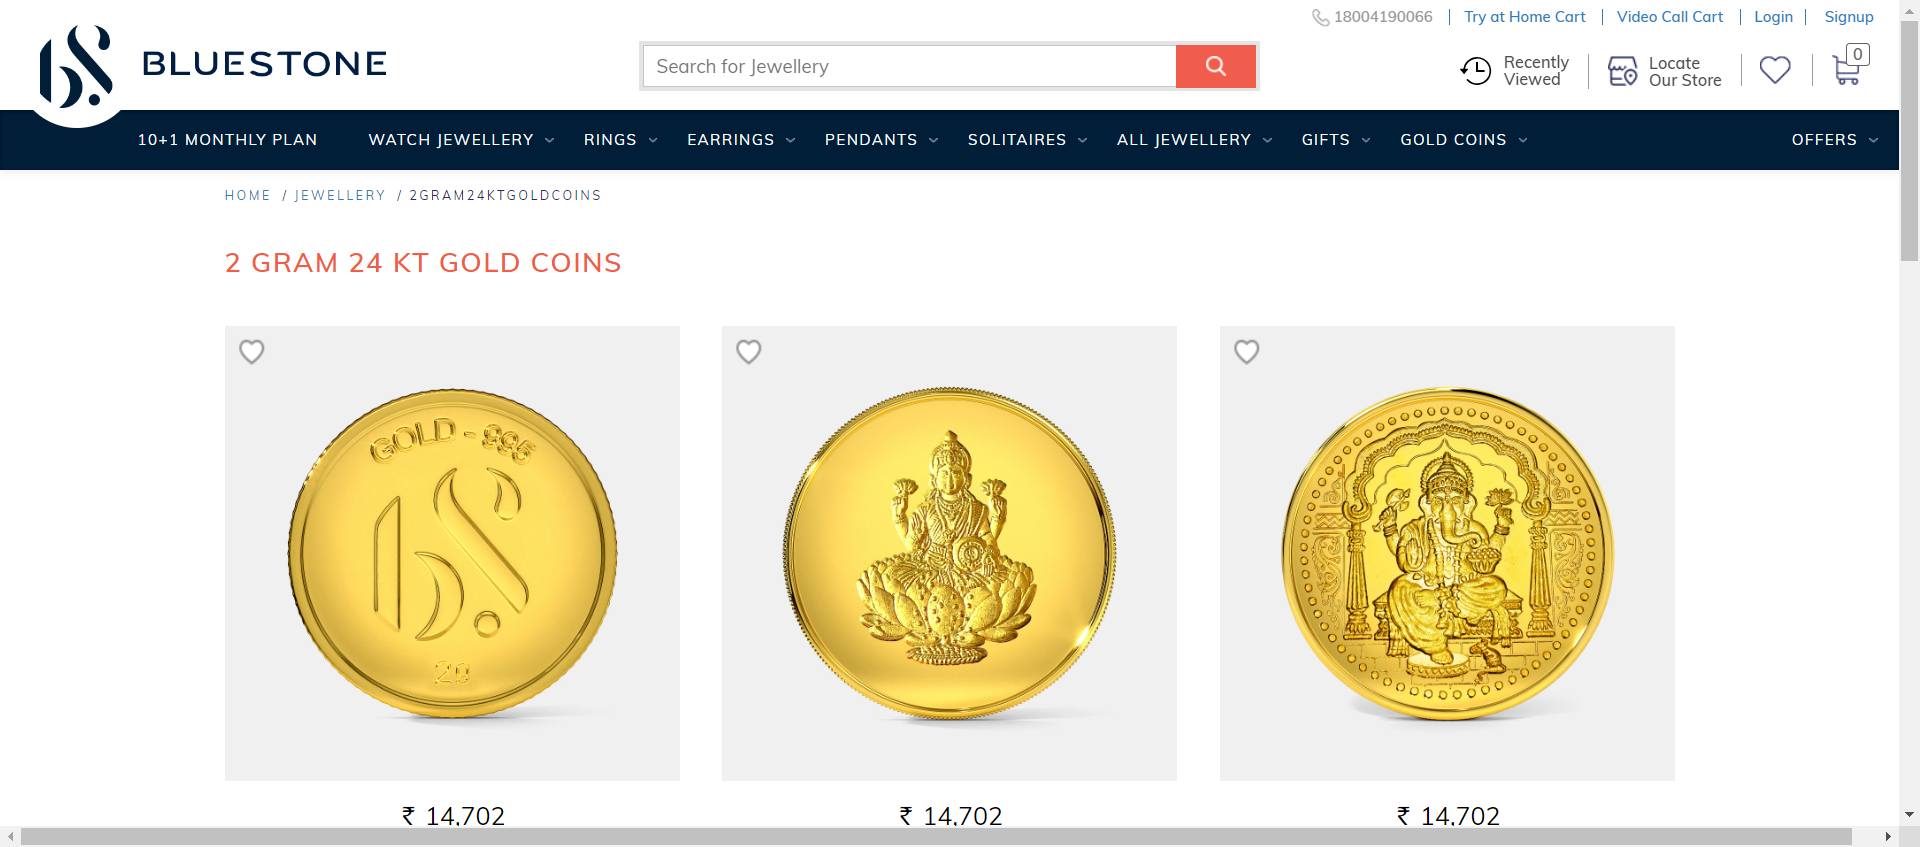 18004190066
Try at Home Cart
Video Call Cart
Login
Signup
BLUESTONE
Search for Jewellery
Recently
Viewed
Locate
Our Store
0
10+1 MONTHLY PLAN
WATCH JEWELLERY
RINGS
EARRINGS
PENDANTS
SOLITAIRES
ALL JEWELLERY
GIFTS
GOLD COINS
OFFERS
HOME / JEWELLERY / 2GRAM24KTGOLDCOINS
2 GRAM 24 KT GOLD COINS
GOLD - 995
2g
₹ 14,702
₹ 14,702
₹ 14,702